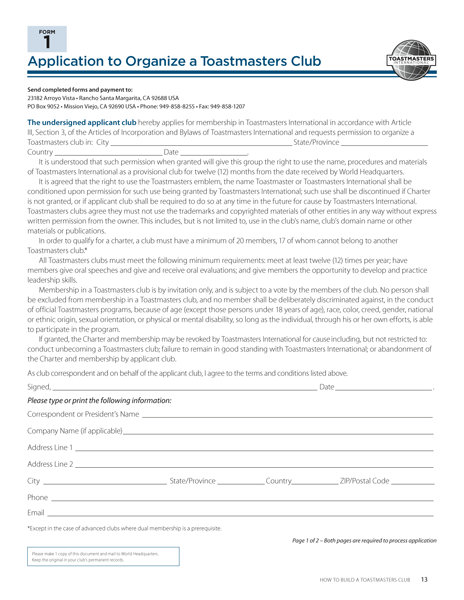 FORM
1
Application to Organize a Toastmasters Club
TOASTMASTERS
INTERNATIONAL
Send completed forms and payment to:
23182 Arroyo Vista • Rancho Santa Margarita, CA 92688 USA
PO Box 9052 • Mission Viejo, CA 92690 USA • Phone: 949-858-8255 • Fax: 949-858-1207
The undersigned applicant club hereby applies for membership in Toastmasters International in accordance with Article
III, Section 3, of the Articles of Incorporation and Bylaws of Toastmasters International and requests permission to organize a
Toastmasters club in: City State/Province
Country Date .
It is understood that such permission when granted will give this group the right to use the name, procedures and materials
of Toastmasters International as a provisional club for twelve (12) months from the date received by World Headquarters.
It is agreed that the right to use the Toastmasters emblem, the name Toastmaster or Toastmasters International shall be
conditioned upon permission for such use being granted by Toastmasters International; such use shall be discontinued if Charter
is not granted, or if applicant club shall be required to do so at any time in the future for cause by Toastmasters International.
Toastmasters clubs agree they must not use the trademarks and copyrighted materials of other entities in any way without express
written permission from the owner. This includes, but is not limited to, use in the club's name, club's domain name or other
materials or publications.
In order to qualify for a charter, a club must have a minimum of 20 members, 17 of whom cannot belong to another
Toastmasters club.*
All Toastmasters clubs must meet the following minimum requirements: meet at least twelve (12) times per year; have
members give oral speeches and give and receive oral evaluations; and give members the opportunity to develop and practice
leadership skills.
Membership in a Toastmasters club is by invitation only, and is subject to a vote by the members of the club. No person shall
be excluded from membership in a Toastmasters club, and no member shall be deliberately discriminated against, in the conduct
of official Toastmasters programs, because of age (except those persons under 18 years of age), race, color, creed, gender, national
or ethnic origin, sexual orientation, or physical or mental disability, so long as the individual, through his or her own efforts, is able
to participate in the program.
If granted, the Charter and membership may be revoked by Toastmasters International for cause including, but not restricted to:
conduct unbecoming a Toastmasters club; failure to remain in good standing with Toastmasters International; or abandonment of
the Charter and membership by applicant club.
As club correspondent and on behalf of the applicant club, I agree to the terms and conditions listed above.
Signed, Date .
Please type or print the following information:
Correspondent or President's Name
Company Name (if applicable)
Address Line 1
Address Line 2
City State/Province Country ZIP/Postal Code
Phone
Email
*Except in the case of advanced clubs where dual membership is a prerequisite.
Page 1 of 2 – Both pages are required to process application
Please make 1 copy of this document and mail to World Headquarters.
Keep the original in your club's permanent records.
HOW TO BUILD A TOASTMASTERS CLUB 13